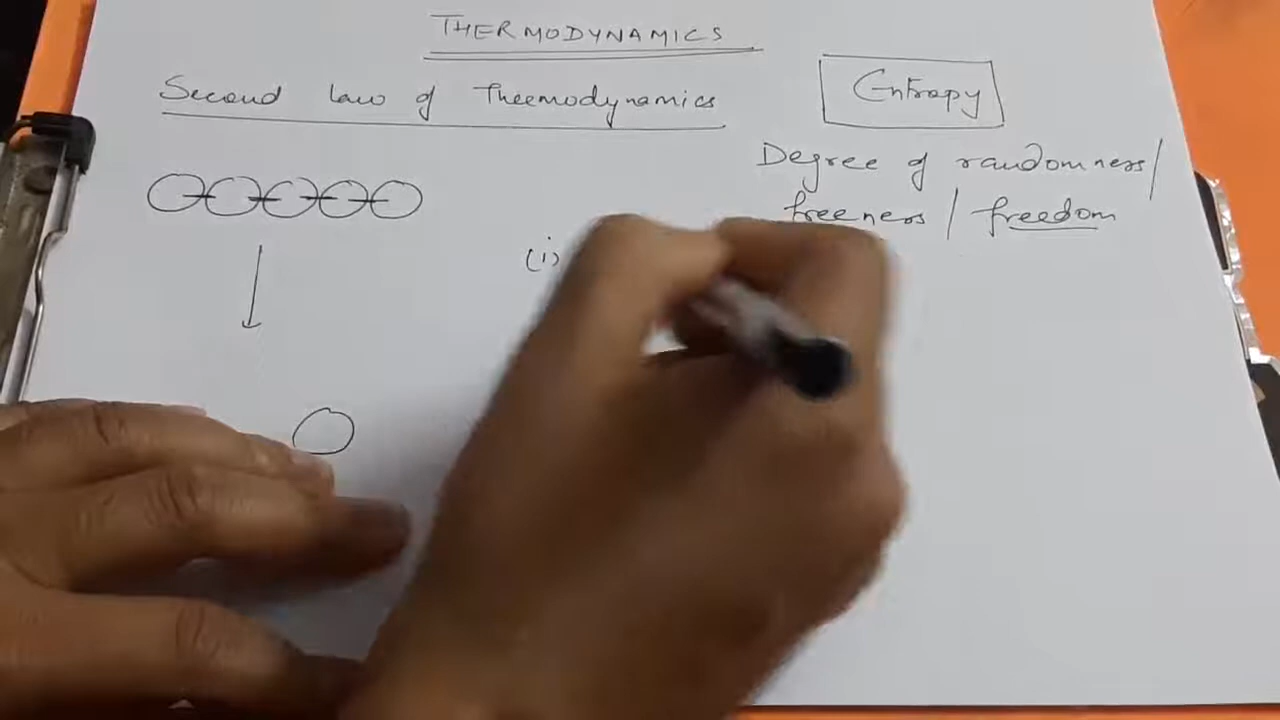 THERMODYNAMICS
Second law of Theemodynamics
Entropy
Degree of randomness/
freeness / freedom
(i)